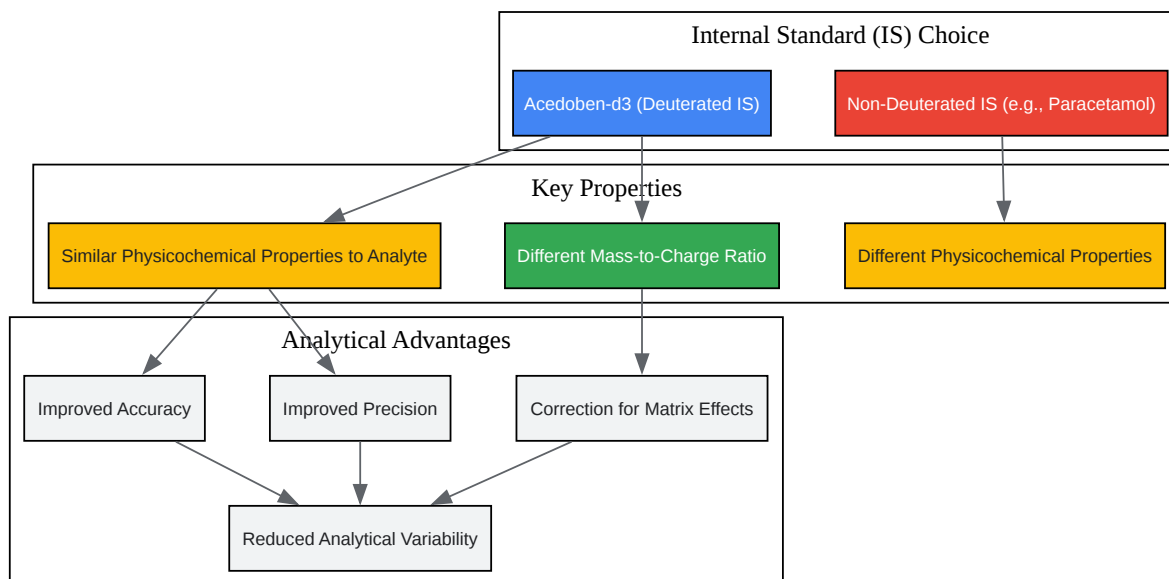 Internal Standard (IS) Choice
Acedoben-d3 (Deuterated IS)
Non-Deuterated IS (e.g., Paracetamol)
Key Properties
Similar Physicochemical Properties to Analyte
Different Mass-to-Charge Ratio
Different Physicochemical Properties
Analytical Advantages
Improved Accuracy
Improved Precision
Correction for Matrix Effects
Reduced Analytical Variability